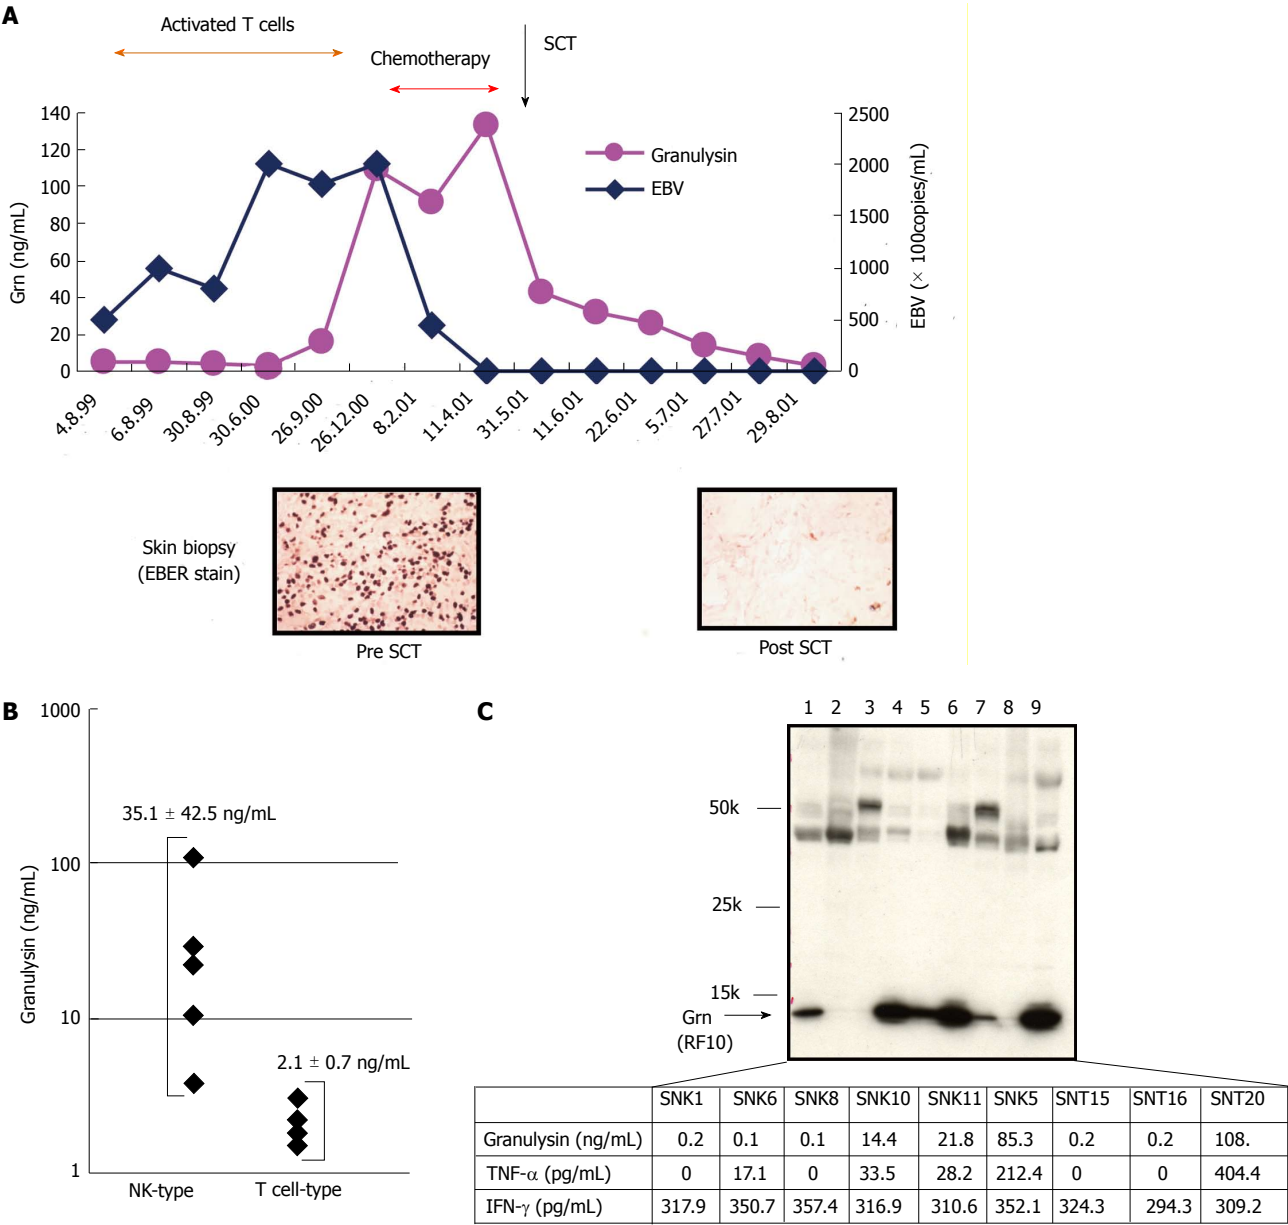 A
Activated T cells
Chemotherapy
SCT
140
120
100
80
60
40
20
0
Grn (ng/mL)
2500
2000
1500
1000
500
0
EBV (× 100copies/mL)
Granulysin
EBV
4.8.99
6.8.99
30.8.99
30.6.00
26.9.00
26.12.00
8.2.01
11.4.01
31.5.01
11.6.01
22.6.01
5.7.01
27.7.01
29.8.01
Skin biopsy
(EBER stain)
Pre SCT
Post SCT
B
1000
100
10
1
Granulysin (ng/mL)
35.1 ± 42.5 ng/mL
2.1 ± 0.7 ng/mL
NK-type
T cell-type
C
1 2 3 4 5 6 7 8 9
50k
25k
15k
Grn
(RF10)
SNK1 SNK6 SNK8 SNK10 SNK11 SNK5 SNT15 SNT16 SNT20
Granulysin (ng/mL) 0.2 0.1 0.1 14.4 21.8 85.3 0.2 0.2 108.
TNF-α (pg/mL) 0 17.1 0 33.5 28.2 212.4 0 0 404.4
IFN-γ (pg/mL) 317.9 350.7 357.4 316.9 310.6 352.1 324.3 294.3 309.2